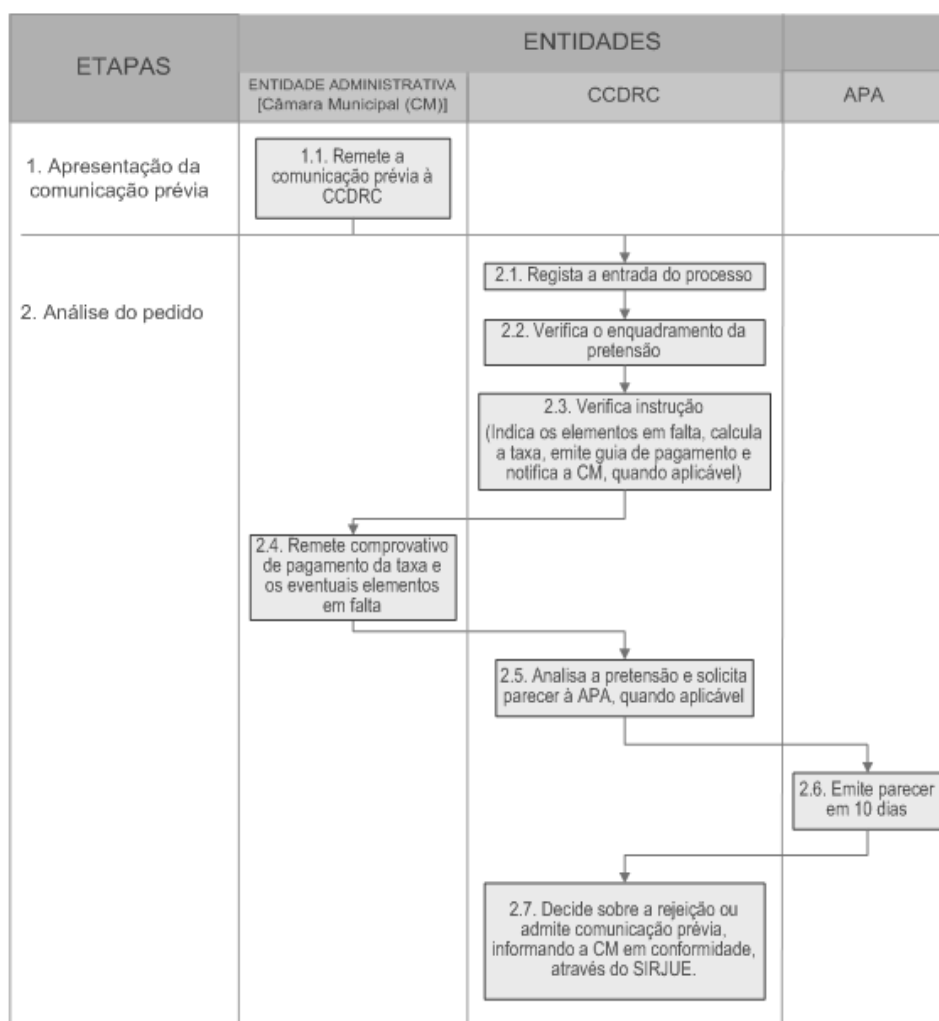 ETAPAS
ENTIDADES
ENTIDADE ADMINISTRATIVA
[Câmara Municipal (CM)]
CCDRC
APA
1. Apresentação da
comunicação prévia
1.1. Remete a
comunicação prévia à
CCDRC
2. Análise do pedido
2.1. Regista a entrada do processo
2.2. Verifica o enquadramento da
pretensão
2.3. Verifica instrução
(Indica os elementos em falta, calcula
a taxa, emite guia de pagamento e
notifica a CM, quando aplicável)
2.4. Remete comprovativo
de pagamento da taxa e
os eventuais elementos
em falta
2.5. Analisa a pretensão e solicita
parecer à APA, quando aplicável
2.6. Emite parecer
em 10 dias
2.7. Decide sobre a rejeição ou
admite comunicação prévia,
informando a CM em conformidade,
através do SIRJUE.